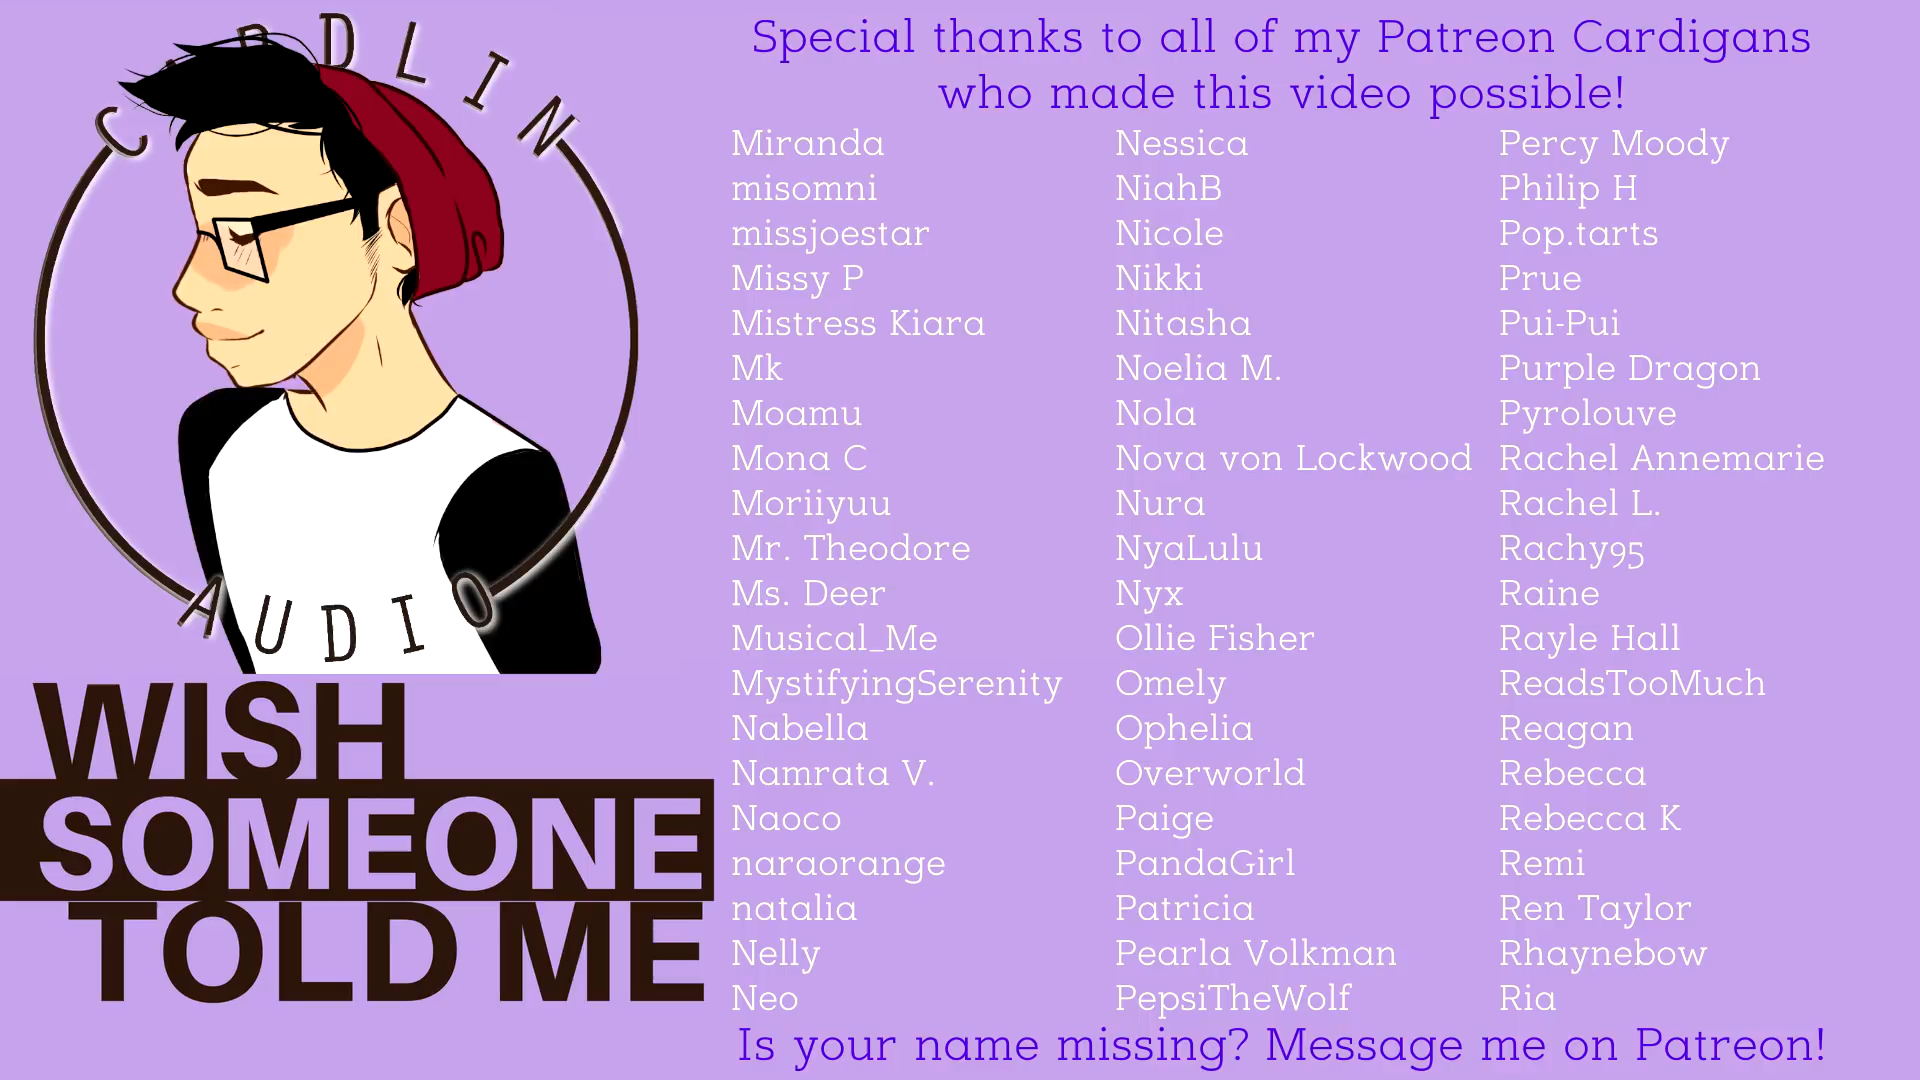 C RDLIN
AUDIO
WISH
SOMEONE
TOLD ME
Special thanks to all of my Patreon Cardigans
who made this video possible!
Miranda
misomni
missjoestar
Missy P
Mistress Kiara
Mk
Moamu
Mona C
Moriiyuu
Mr. Theodore
Ms. Deer
Musical_Me
MystifyingSerenity
Nabella
Namrata V.
Naoco
naraorange
natalia
Nelly
Neo
Nessica
NiahB
Nicole
Nikki
Nitasha
Noelia M.
Nola
Nova von Lockwood
Nura
NyaLulu
Nyx
Ollie Fisher
Omely
Ophelia
Overworld
Paige
PandaGirl
Patricia
Pearla Volkman
PepsiTheWolf
Percy Moody
Philip H
Pop.tarts
Prue
Pui-Pui
Purple Dragon
Pyrolouve
Rachel Annemarie
Rachel L.
Rachy95
Raine
Rayle Hall
ReadsTooMuch
Reagan
Rebecca
Rebecca K
Remi
Ren Taylor
Rhaynebow
Ria
Is your name missing? Message me on Patreon!